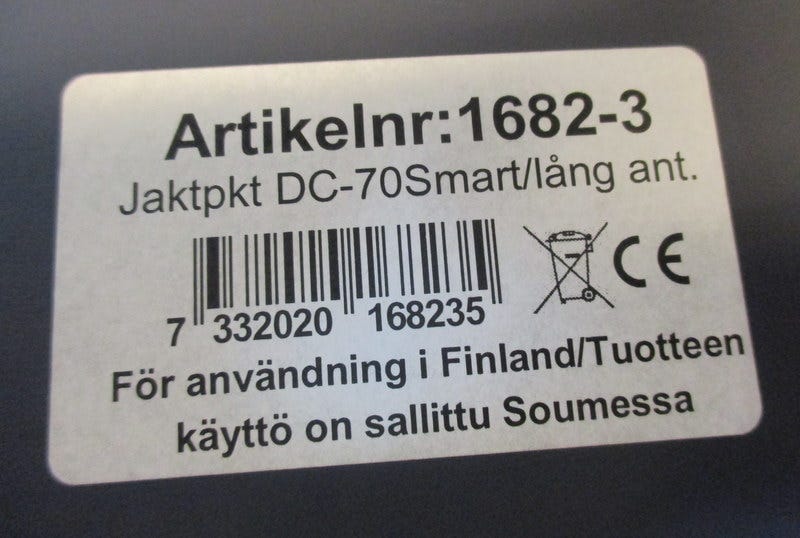 Artikelnr:1682-3
Jaktpkt DC-70Smart/lång ant.
CE
7 332020 168235
För användning i Finland/Tuotteen
käyttö on sallittu Soumessa